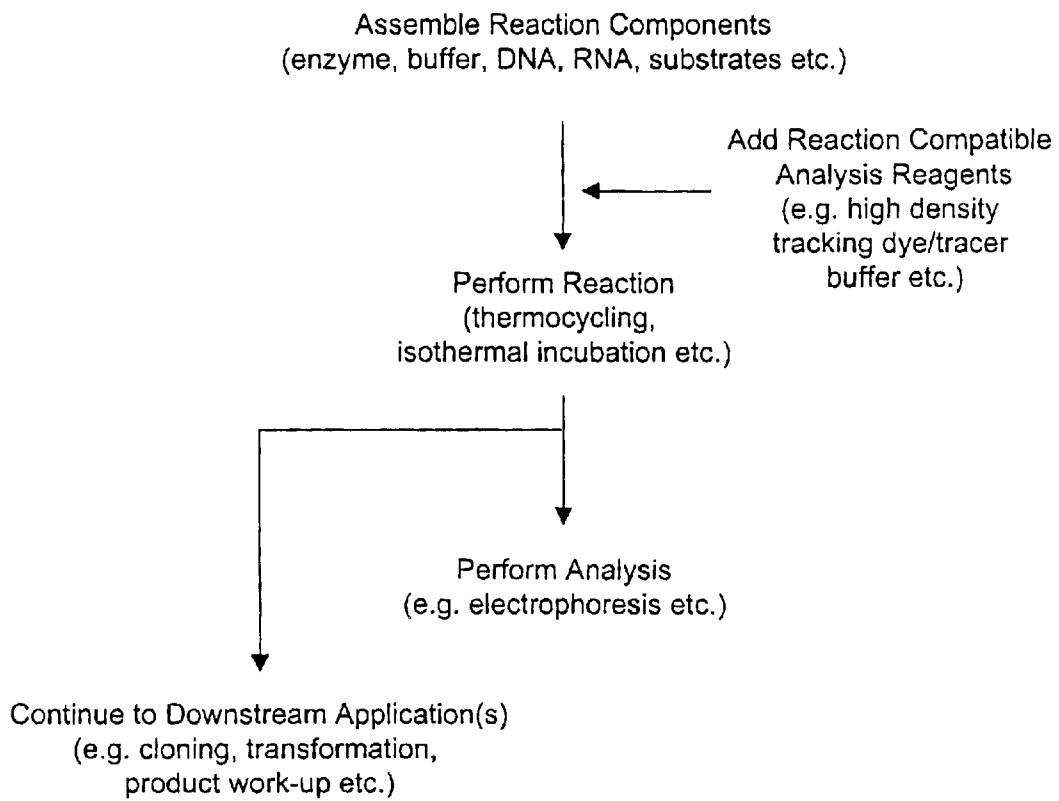 Assemble Reaction Components
(enzyme, buffer, DNA, RNA, substrates etc.)
Add Reaction Compatible
Analysis Reagents
(e.g. high density
tracking dye/tracer
buffer etc.)
Perform Reaction
(thermocycling,
isothermal incubation etc.)
Perform Analysis
(e.g. electrophoresis etc.)
Continue to Downstream Application(s)
(e.g. cloning, transformation,
product work-up etc.)